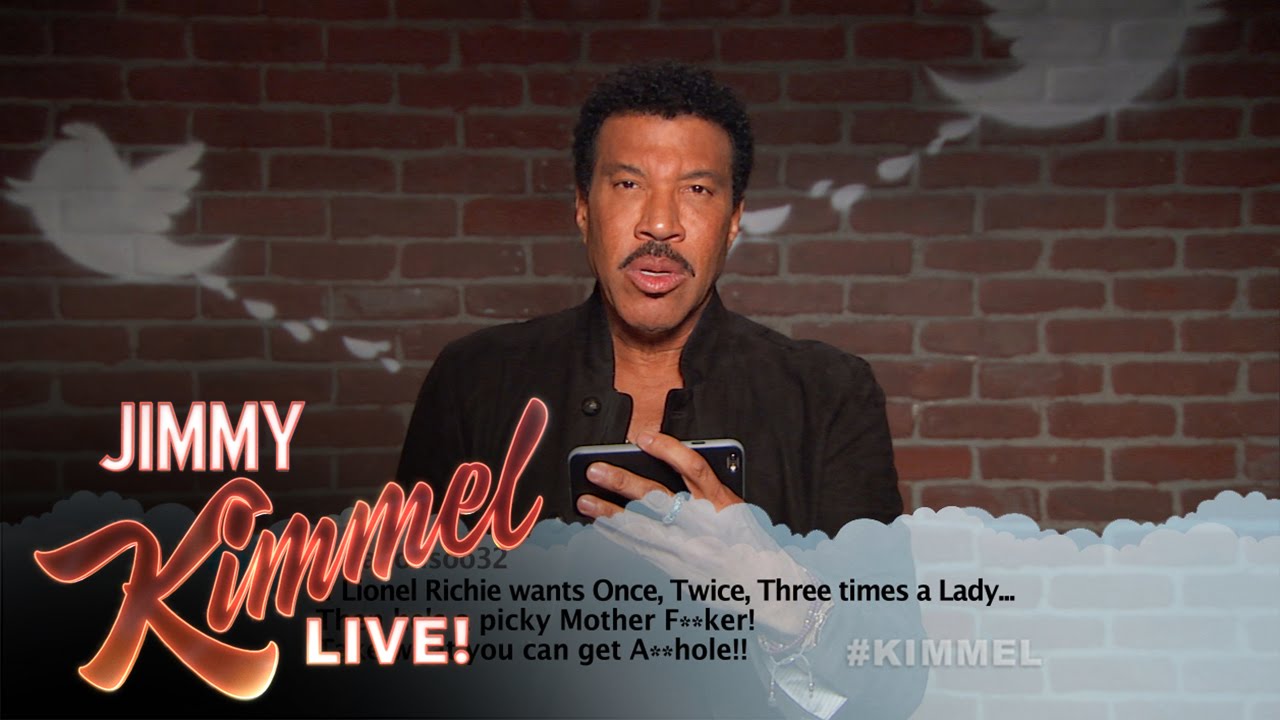 JIMMY
Kimmel
LIVE!
Lionel Richie wants Once, Twice, Three times a Lady...
picky Mother F**ker!
you can get A**hole!!
#KIMMEL